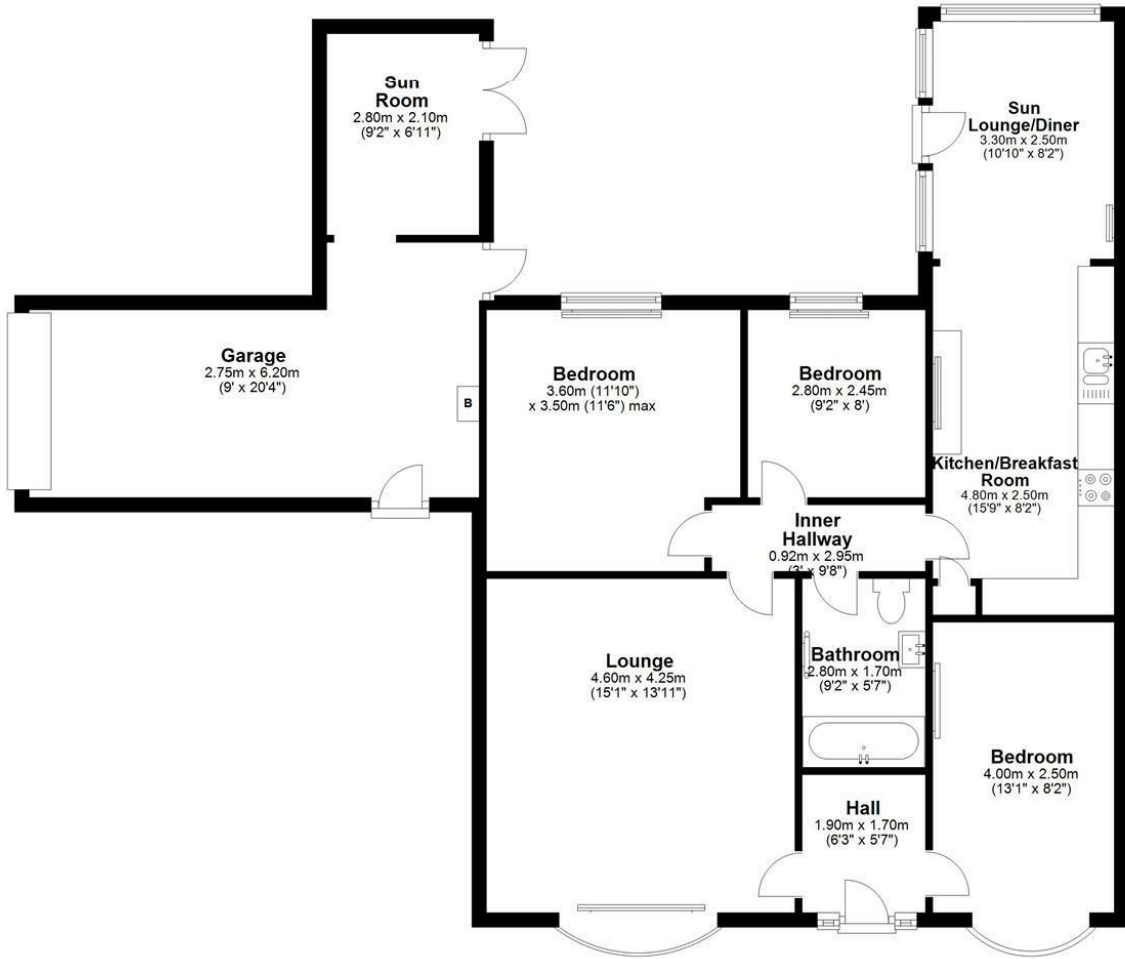 Sun
Room
2.80m x 2.10m
(9'2" x 6'11")
Sun
Lounge/Diner
3.30m x 2.50m
(10'10" x 8'2")
Garage
2.75m x 6.20m
(9' x 20'4")
B
Bedroom
3.60m (11'10")
x 3.50m (11'6") max
Bedroom
2.80m x 2.45m
(9'2" x 8')
Kitchen/Breakfast
Room
4.80m x 2.50m
(15'9" x 8'2")
Inner
Hallway
0.92m x 2.95m
(3' x 9'8")
Lounge
4.60m x 4.25m
(15'1" x 13'11")
Bathroom
2.80m x 1.70m
(9'2" x 5'7")
Bedroom
4.00m x 2.50m
(13'1" x 8'2")
Hall
1.90m x 1.70m
(6'3" x 5'7")